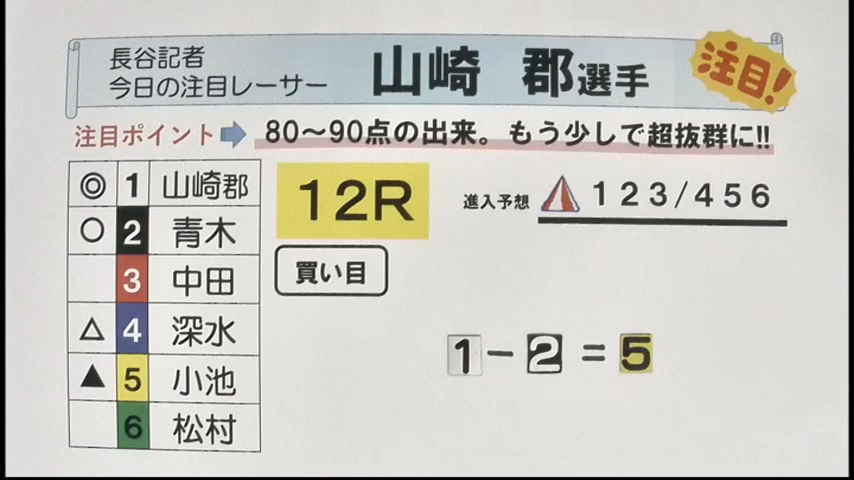 長谷記者
今日の注目レーサー
山崎 郡選手
注目!
注目ポイント 80〜90点の出来。もう少しで超抜群に!!
◎ 1 山崎郡
○ 2 青木
3 中田
△ 4 深水
▲ 5 小池
6 松村
12R
進入予想 123/456
買い目
1-2=5